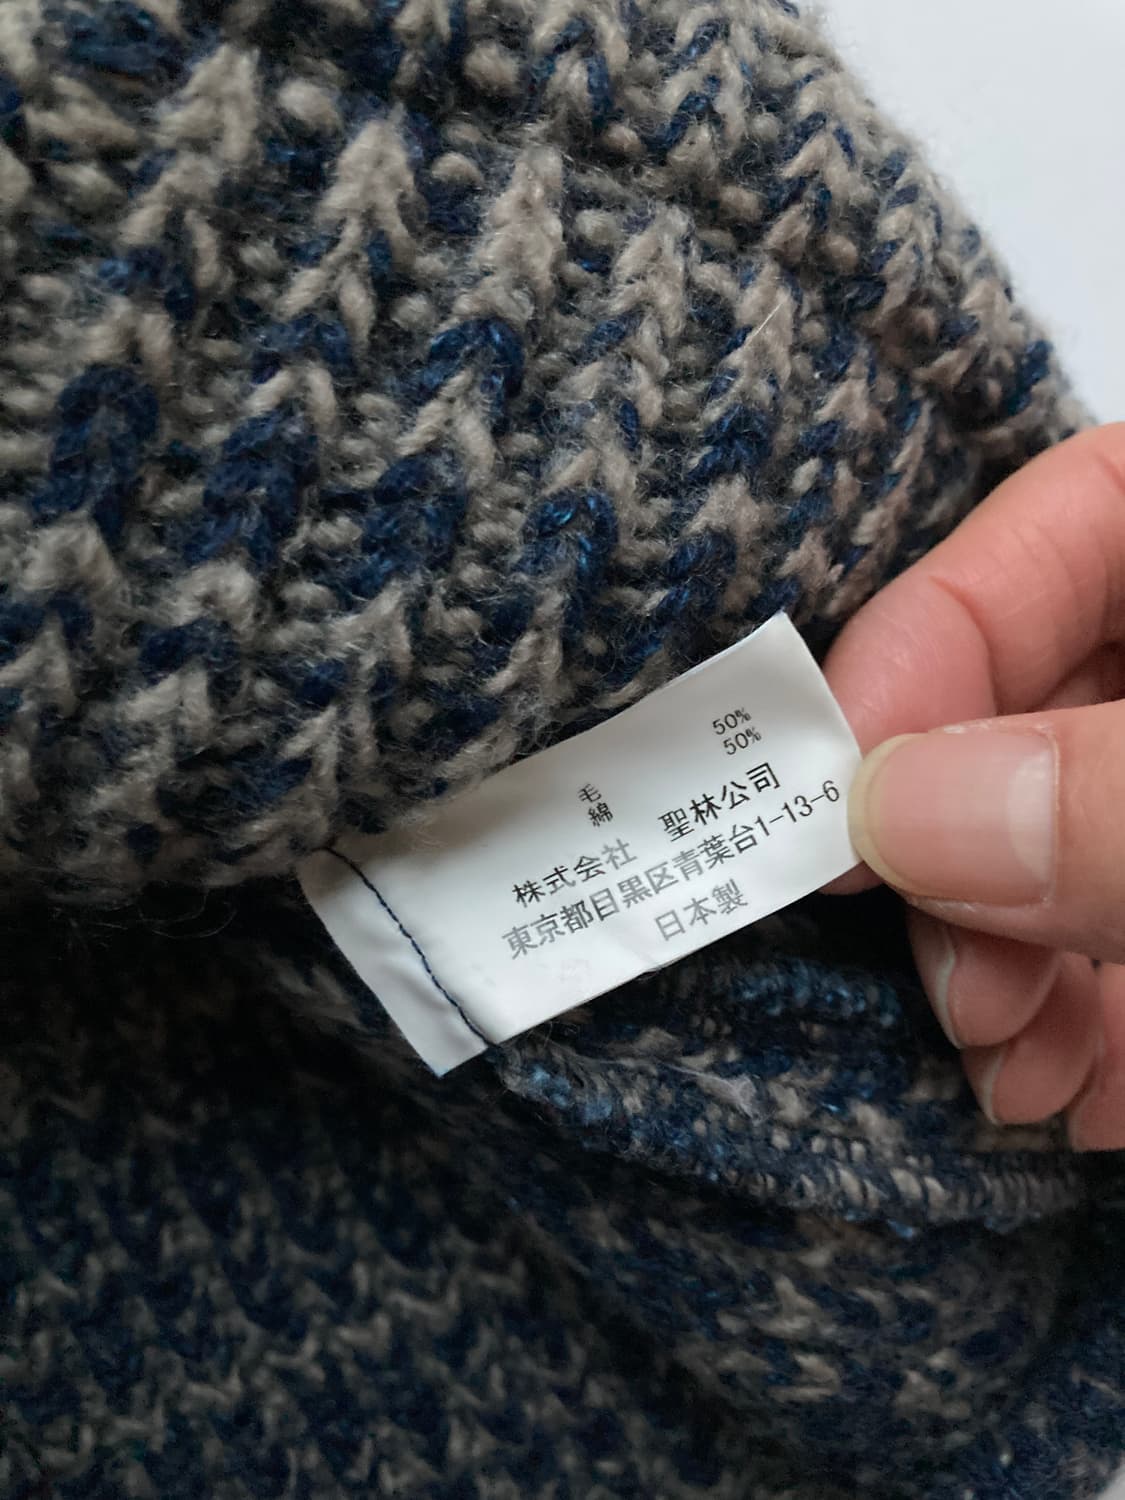 毛 50%
綿 50%
株式会社 聖林公司
東京都目黒区青葉台1-13-6
日本製